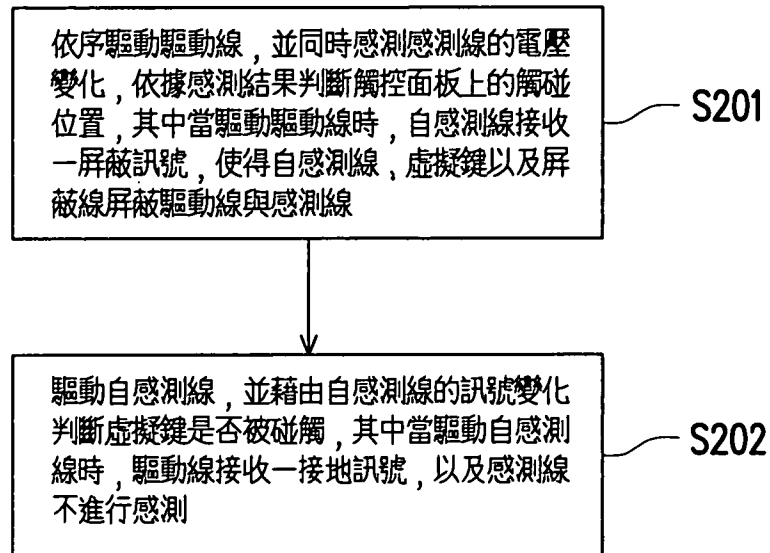 依序驅動驅動線，並同時感測感測線的電壓
變化，依據感測結果判斷觸控面板上的觸碰
位置，其中當驅動驅動線時，自感測線接收
一屏蔽訊號，使得自感測線、虛擬鍵以及屏
蔽線屏蔽驅動線與感測線
S201
驅動自感測線，並藉由自感測線的訊號變化
判斷虛擬鍵是否被碰觸，其中當驅動自感測
線時，驅動線接收一接地訊號，以及感測線
不進行感測
S202